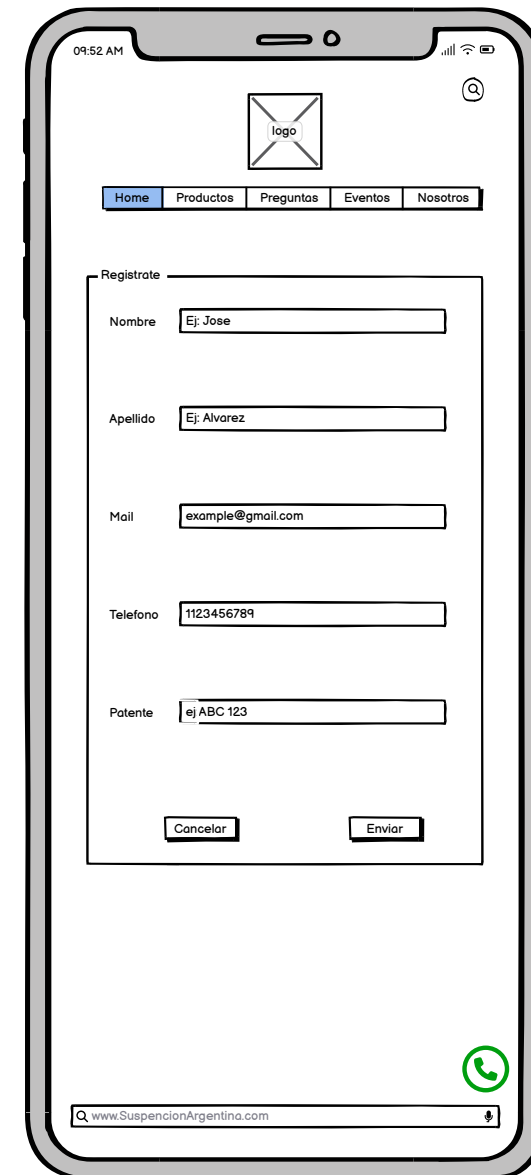 09:52 AM
logo
Home Productos Preguntas Eventos Nosotros
Registrate
Nombre Ej: Jose
Apellido Ej: Alvarez
Mail example@gmail.com
Telefono 1123456789
Patente ej ABC 123
Cancelar Enviar
www.SuspencionArgentina.com